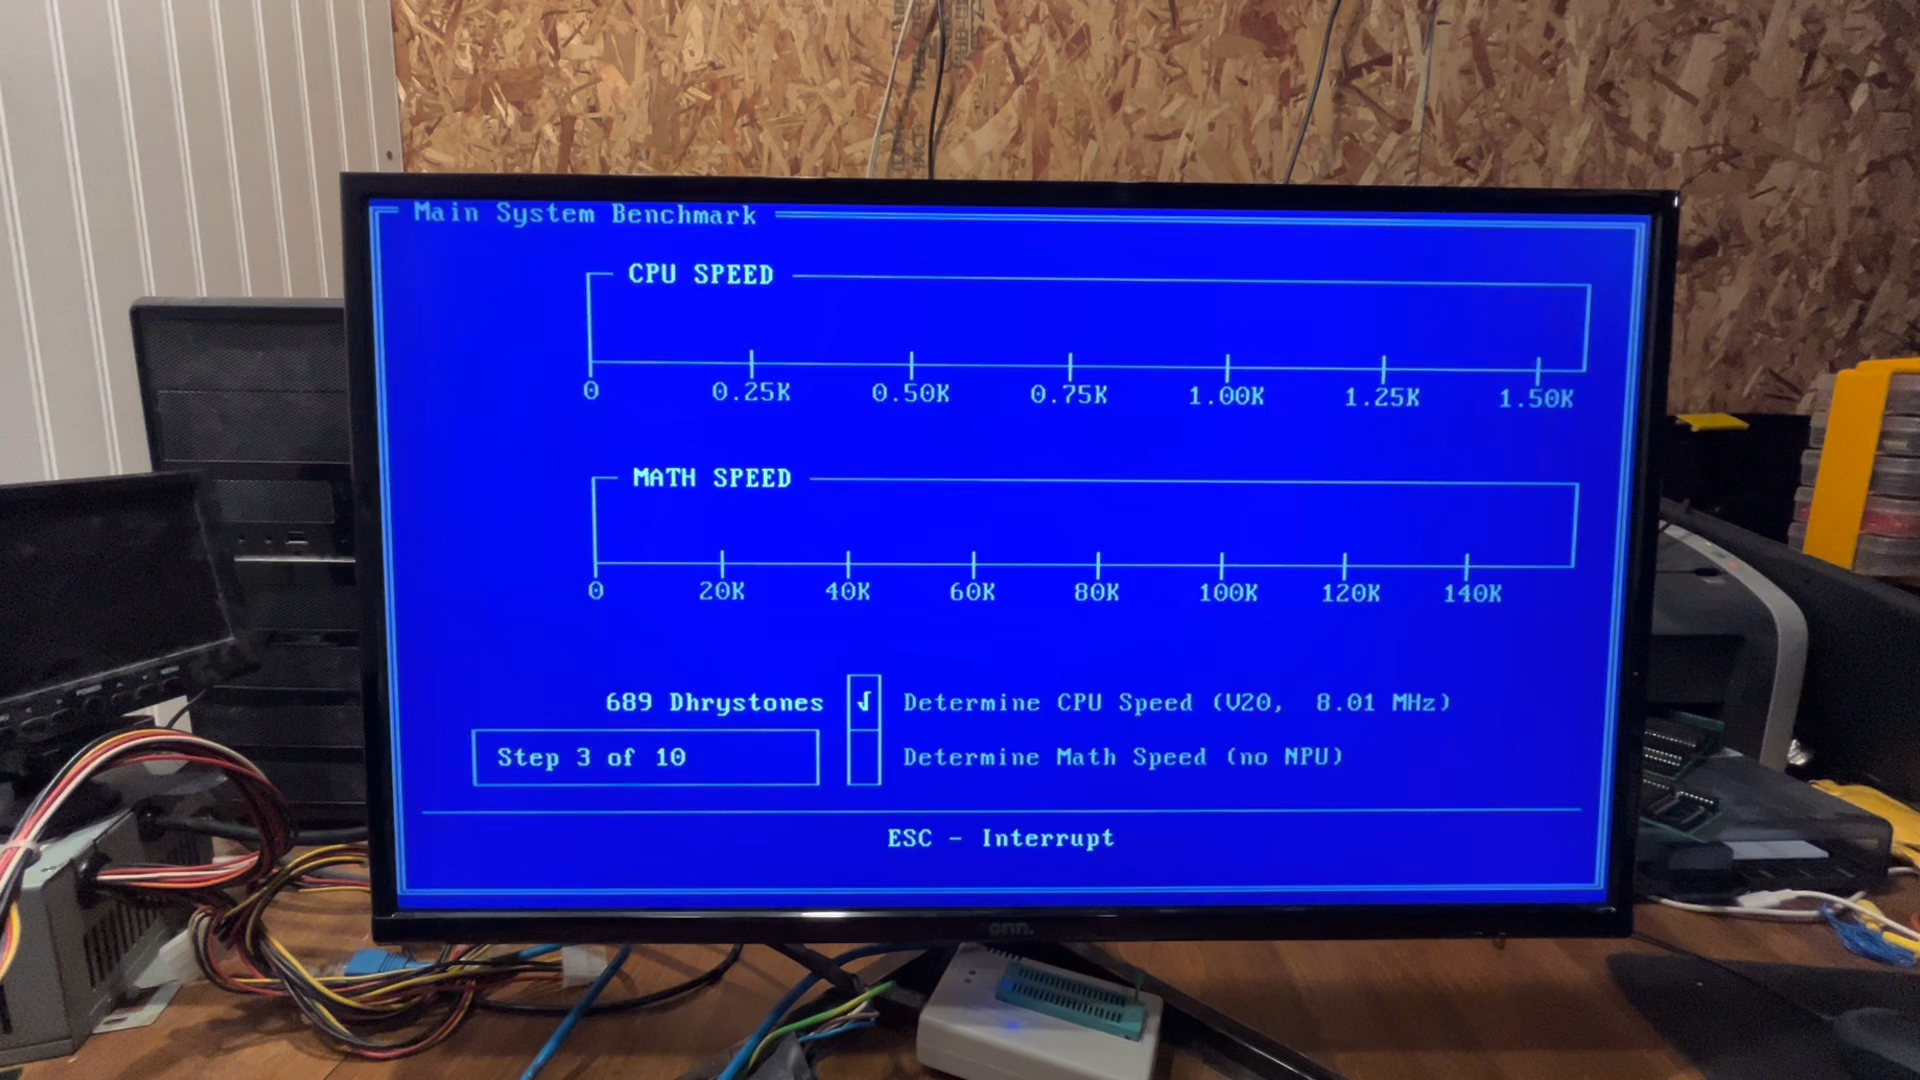 Main System Benchmark
CPU SPEED
0 0.25K 0.50K 0.75K 1.00K 1.25K 1.50K
MATH SPEED
0 20K 40K 60K 80K 100K 120K 140K
689 Dhrystones √ Determine CPU Speed (V20, 8.01 MHz)
Step 3 of 10 Determine Math Speed (no NPU)
ESC - Interrupt
onn.